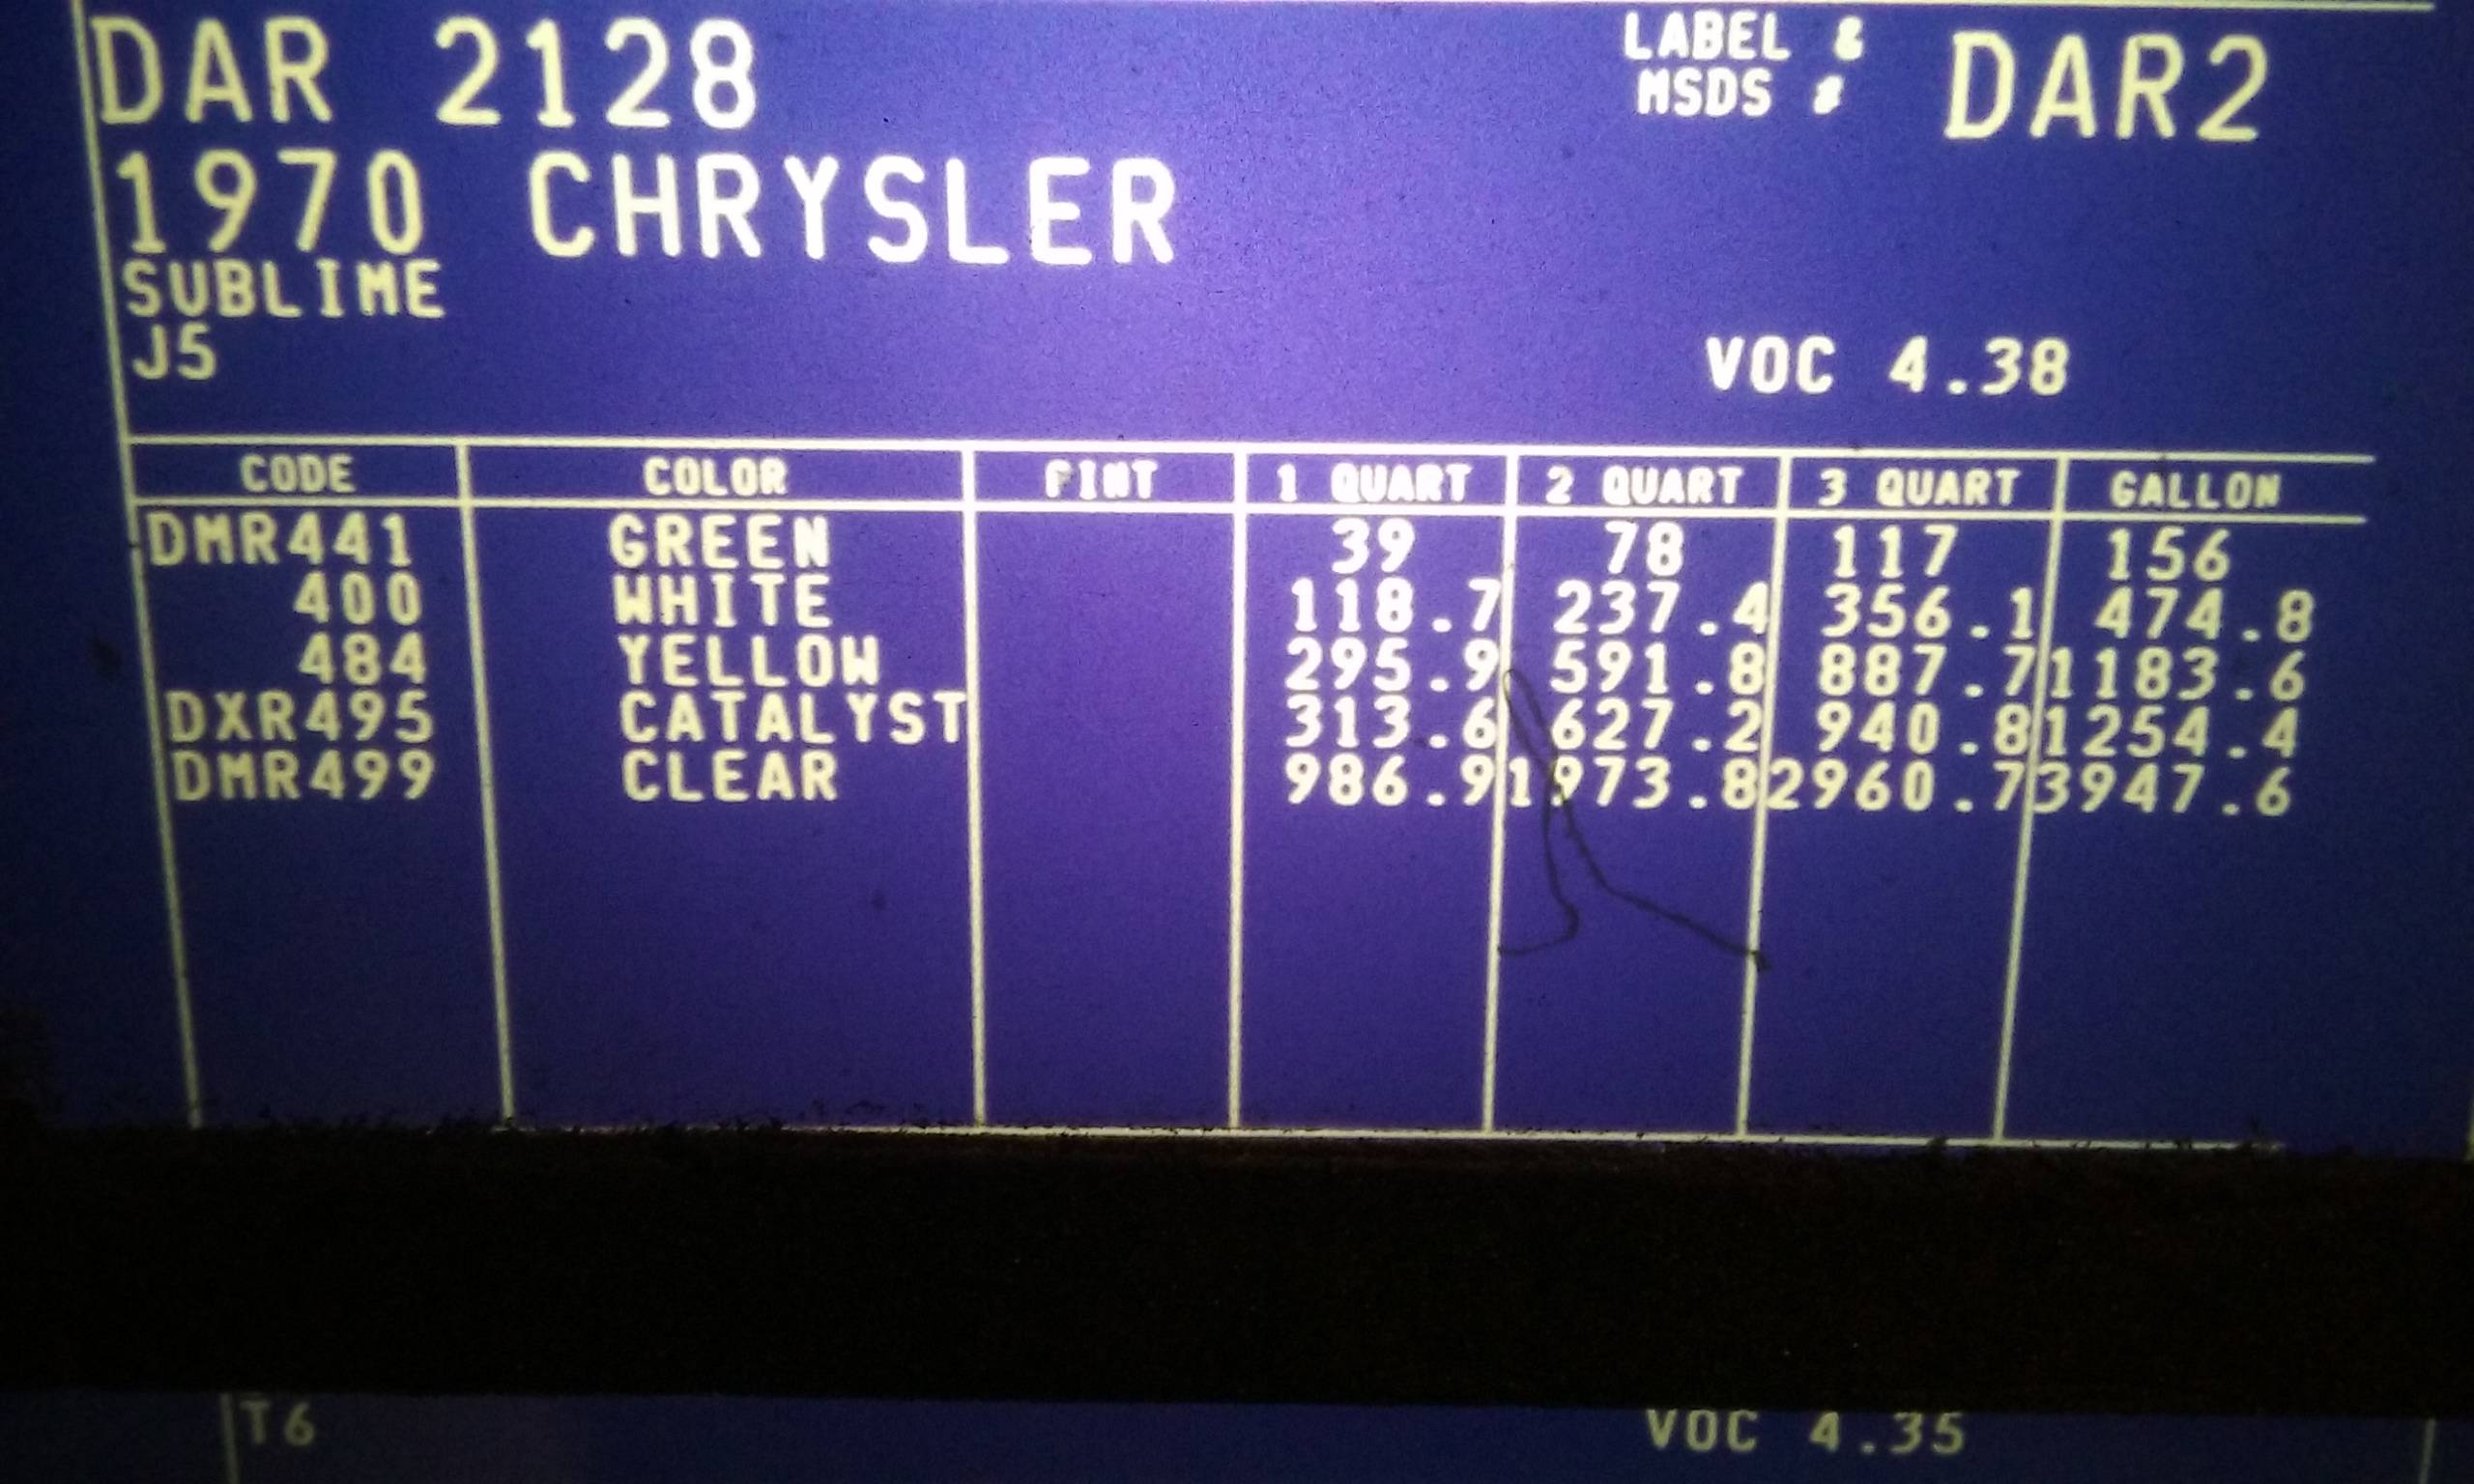 DAR 2128
LABEL &
MSDS #
DAR2
1970 CHRYSLER
SUBLIME
J5
VOC 4.38
CODE COLOR PINT 1 QUART 2 QUART 3 QUART GALLON
DMR441 GREEN 39 78 117 156
400 WHITE 118.7 237.4 356.1 474.8
484 YELLOW 295.9 591.8 887.7 1183.6
DXR495 CATALYST 313.6 627.2 940.8 1254.4
DMR499 CLEAR 986.9 1973.8 2960.7 3947.6
T6
VOC 4.35